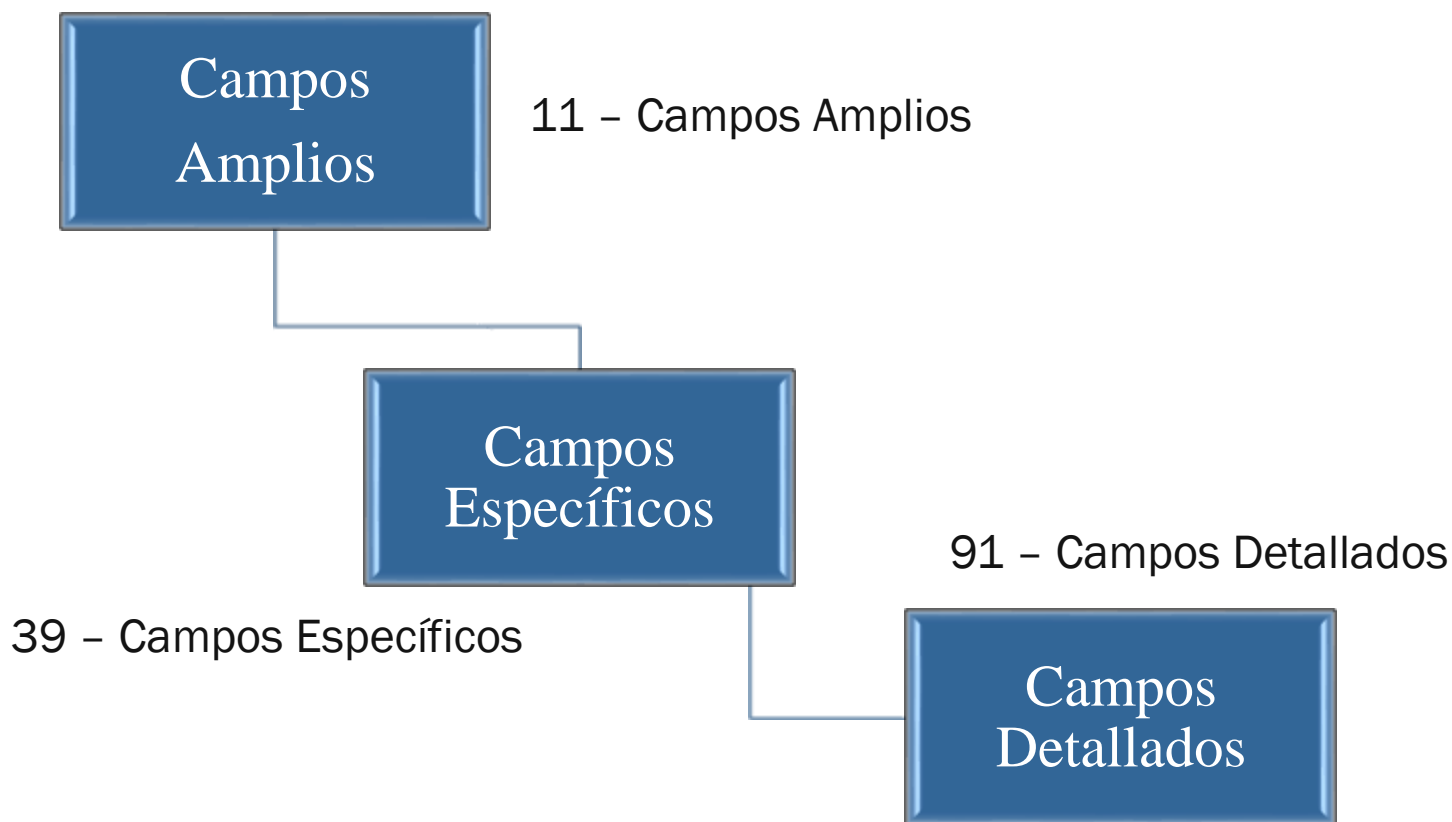 Campos
Amplios
11 – Campos Amplios
Campos
Específicos
39 – Campos Específicos
91 – Campos Detallados
Campos
Detallados